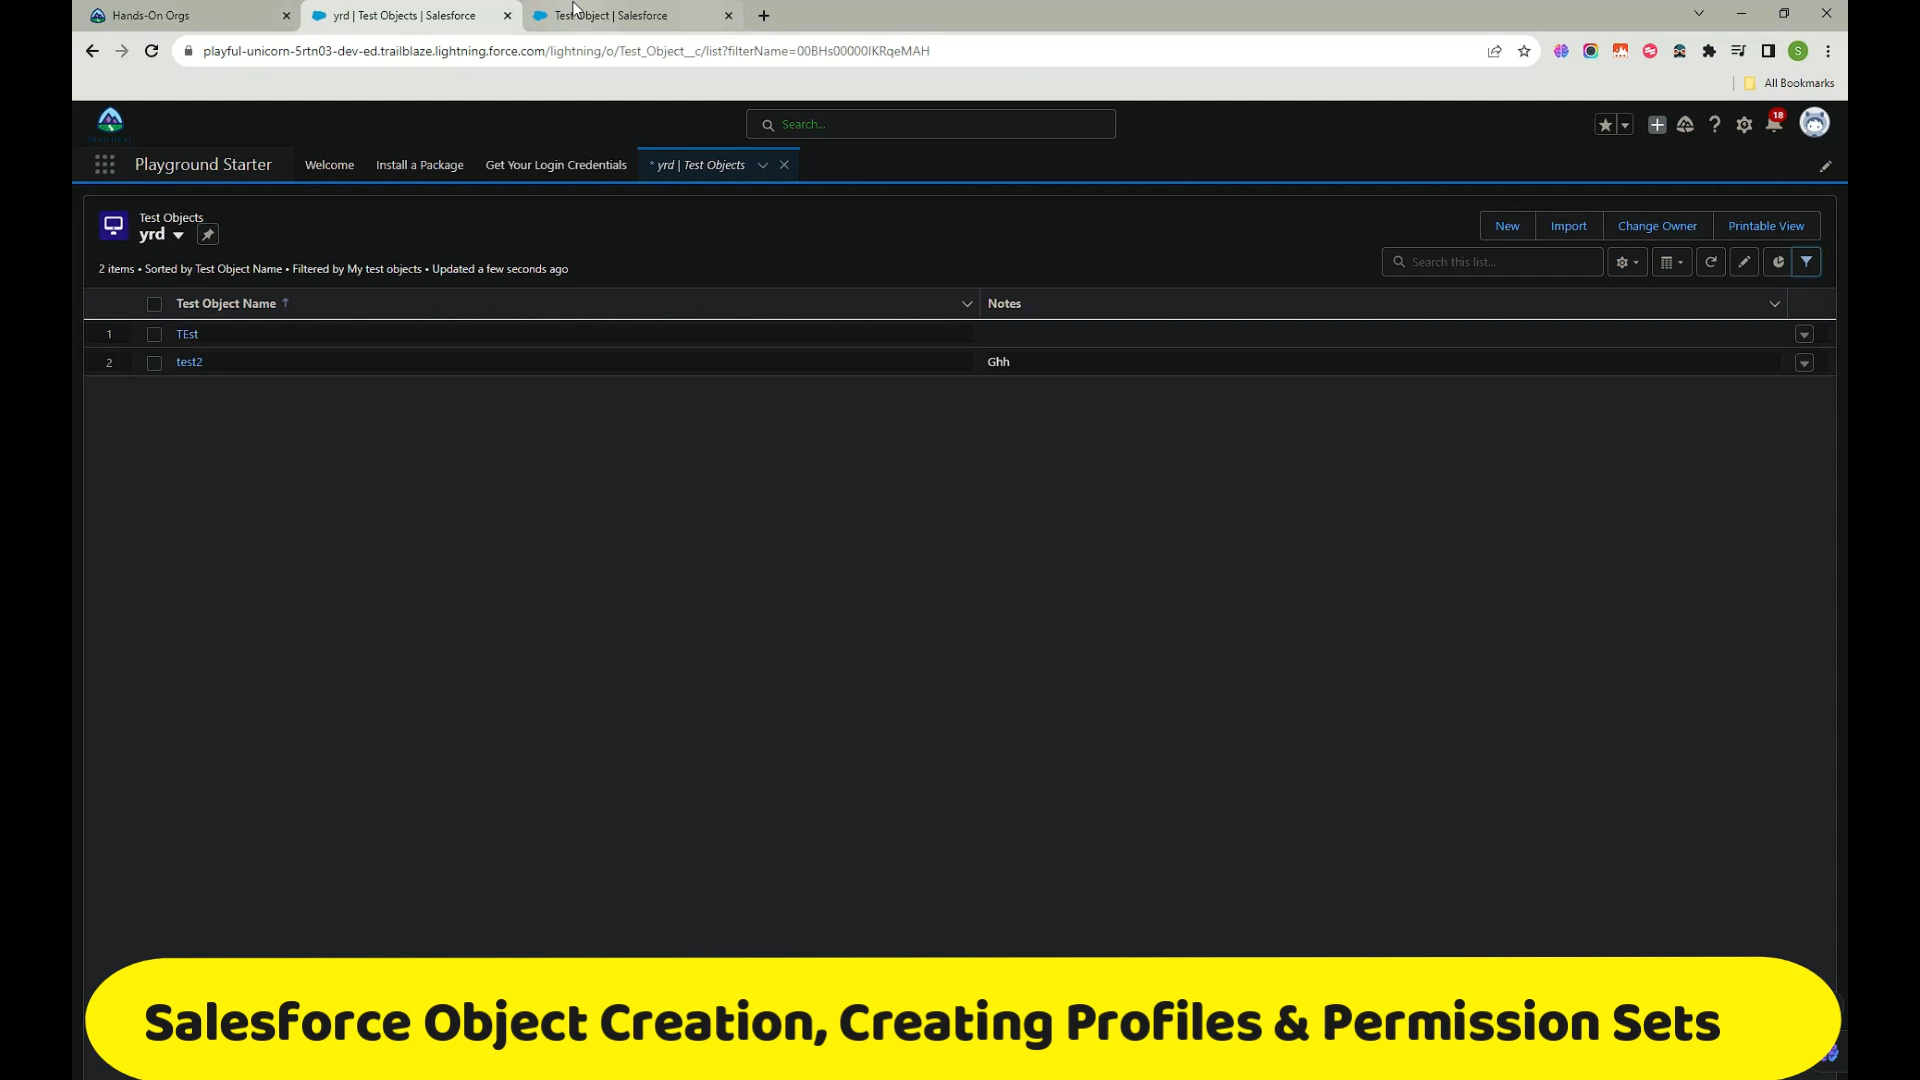 Hands-On Orgs
yrd | Test Objects | Salesforce
Test Object | Salesforce
playful-unicorn-5rtn03-dev-ed.trailblaze.lightning.force.com/lightning/o/Test_Object__c/list?filterName=00BHs00000IKRqeMAH
S
All Bookmarks
Search...
18
Playground Starter
Welcome
Install a Package
Get Your Login Credentials
* yrd | Test Objects
Test Objects
yrd
New
Import
Change Owner
Printable View
2 items • Sorted by Test Object Name • Filtered by My test objects • Updated a few seconds ago
Search this list...
Test Object Name
Notes
1 TEst
2 test2 Ghh
Salesforce Object Creation, Creating Profiles & Permission Sets